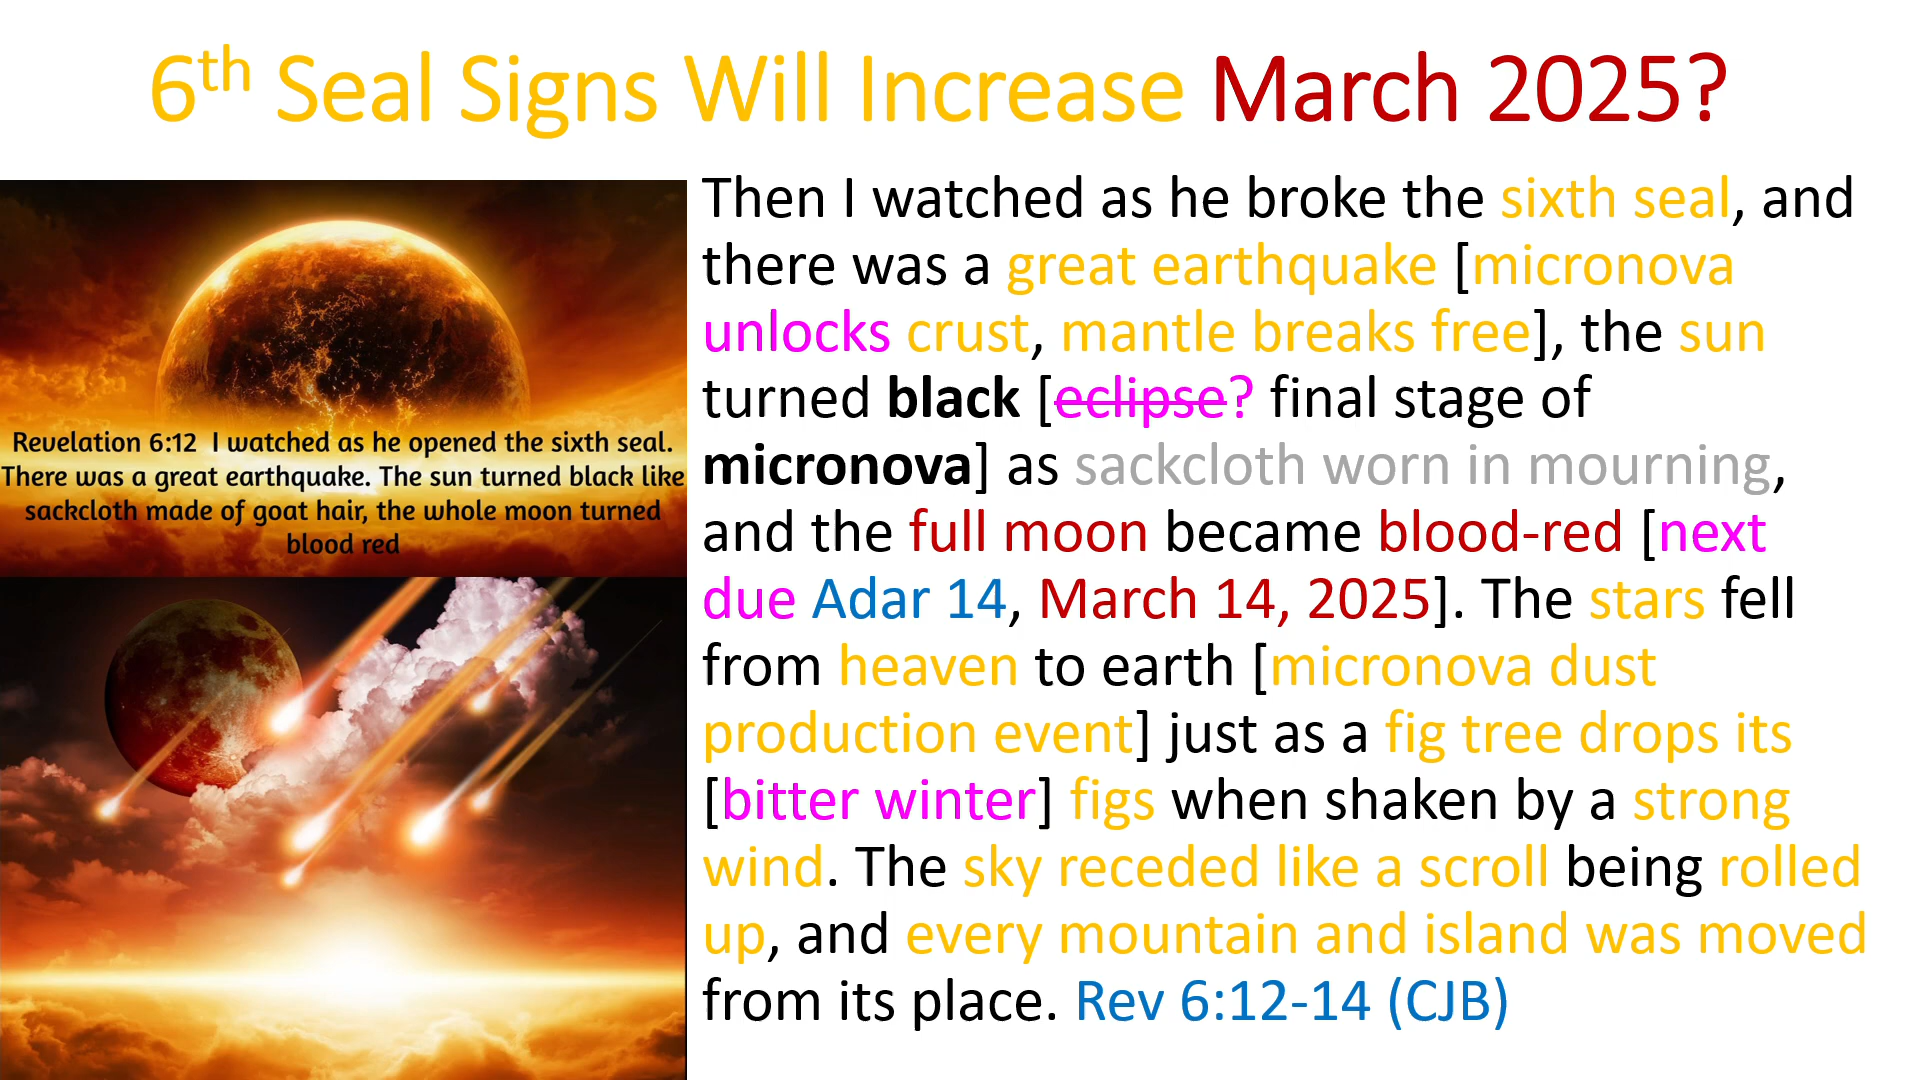 6th Seal Signs Will Increase March 2025?
Revelation 6:12 I watched as he opened the sixth seal.
There was a great earthquake. The sun turned black like
sackcloth made of goat hair, the whole moon turned
blood red
Then I watched as he broke the sixth seal, and
there was a great earthquake [micronova
unlocks crust, mantle breaks free], the sun
turned black [eclipse? final stage of
micronova] as sackcloth worn in mourning,
and the full moon became blood-red [next
due Adar 14, March 14, 2025]. The stars fell
from heaven to earth [micronova dust
production event] just as a fig tree drops its
[bitter winter] figs when shaken by a strong
wind. The sky receded like a scroll being rolled
up, and every mountain and island was moved
from its place. Rev 6:12-14 (CJB)